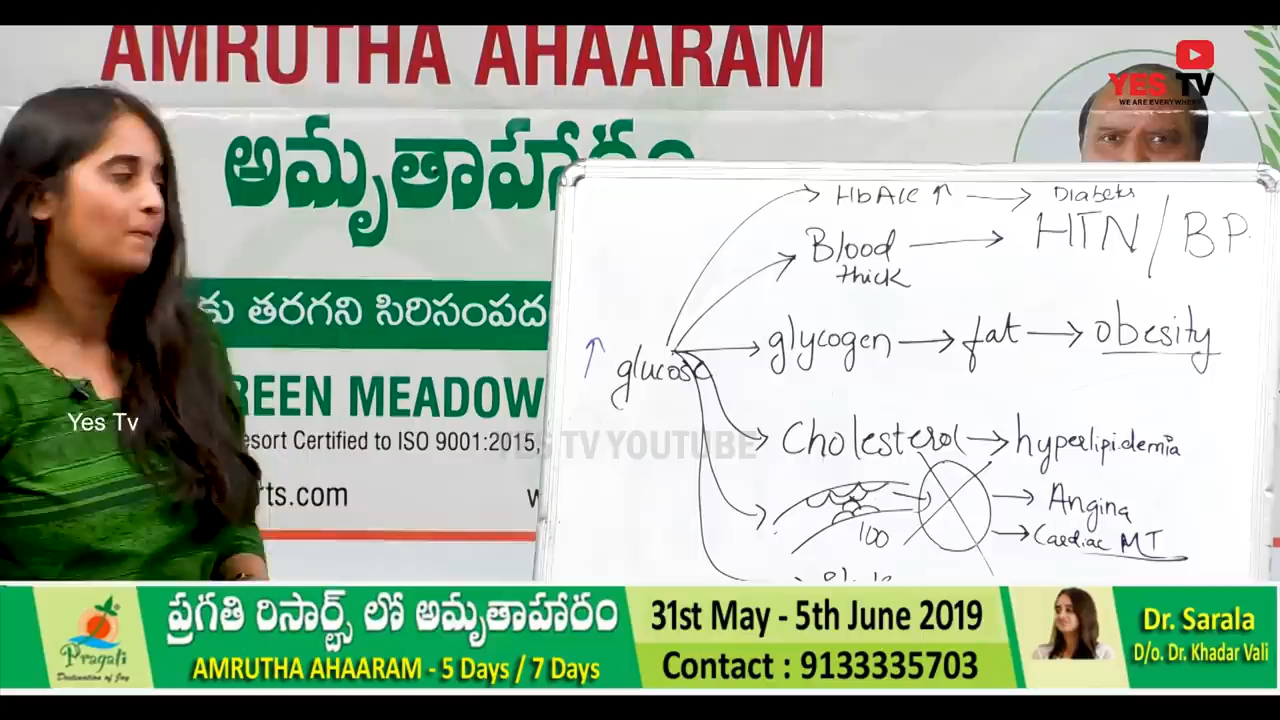 AMRUTHA AHAARAM
YES TV
WE ARE EVERYWHERE
అమృతాహారం
HbA1c ↑ → Diabetes
Blood thick → HTN / BP
కు తరగని సిరిసంపద
↑ glucose
glycogen → fat → obesity
REEN MEADOW
Yes Tv
esort Certified to ISO 9001:2015,
YES TV YOUTUBE
Cholesterol → hyperlipidemia
rts.com
w
→ Angina
100
→ Cardiac MT
ప్రగతి రిసార్ట్స్ లో అమృతాహారం
31st May - 5th June 2019
Dr. Sarala
Pragati
Destination of Joy
AMRUTHA AHAARAM - 5 Days / 7 Days
Contact : 9133335703
D/o. Dr. Khadar Vali